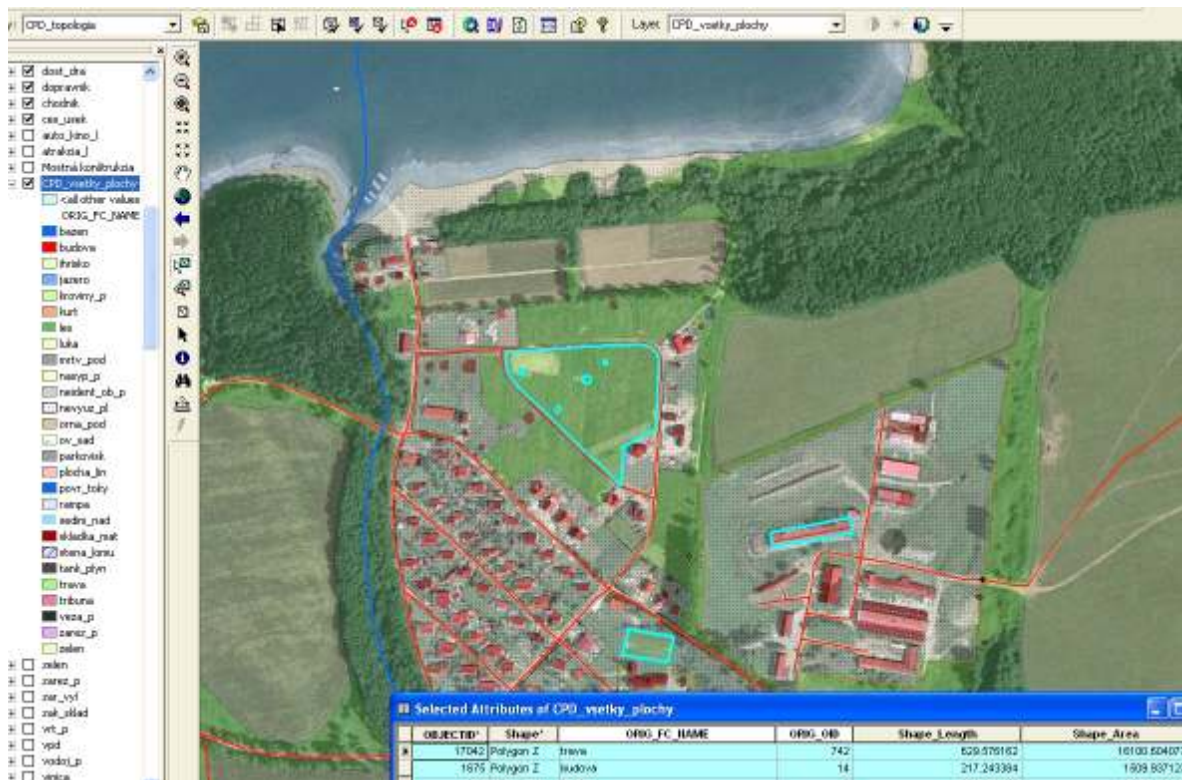 CPD_topologia
Layer: CPD_vsetky_plochy
dost_dra
dopravnik
chodnik
ces_usek
auto_kino_l
atrakcia_l
Mostná konštrukcia
CPD_vsetky_plochy
<all other values
ORIG_FC_NAME
bazen
budova
ihrisko
jazero
kroviny_p
kurt
les
luka
mrtv_pod
nasyp_p
neident_ob_p
nevyuz_pl
orna_pod
ov_sad
parkovisk
plocha_lin
povr_toky
rampa
sedim_nad
skladka_mat
stena_lomu
tank_plyn
trava
tribuna
veza_p
zarez_p
zelen
zelen
zarez_p
zar_vyl
zak_sklad
vrt_p
vpd
vodoj_p
vinica
Selected Attributes of CPD_vsetky_plochy
OBJECTID* Shape* ORIG_FC_NAME ORIG_OID Shape_Length Shape_Area
17042 Polygon Z trava 742 629.576162
1675 Polygon Z budova 14 217.243384